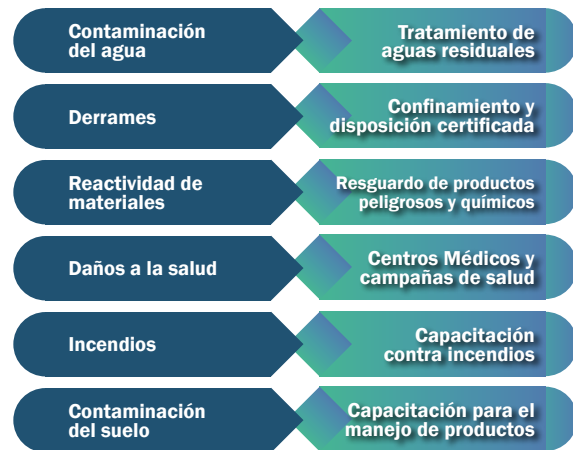 Contaminación
del agua
Tratamiento de
aguas residuales
Derrames
Confinamiento y
disposición certificada
Reactividad de
materiales
Resguardo de productos
peligrosos y químicos
Daños a la salud
Centros Médicos y
campañas de salud
Incendios
Capacitación
contra incendios
Contaminación
del suelo
Capacitación para el
manejo de productos